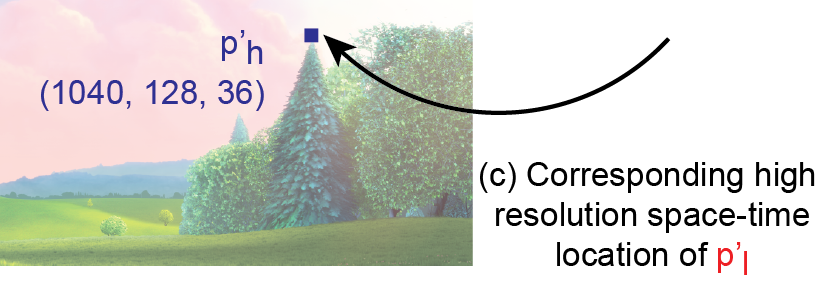 p’h
(1040, 128, 36)
(c) Corresponding high
resolution space-time
location of p’l